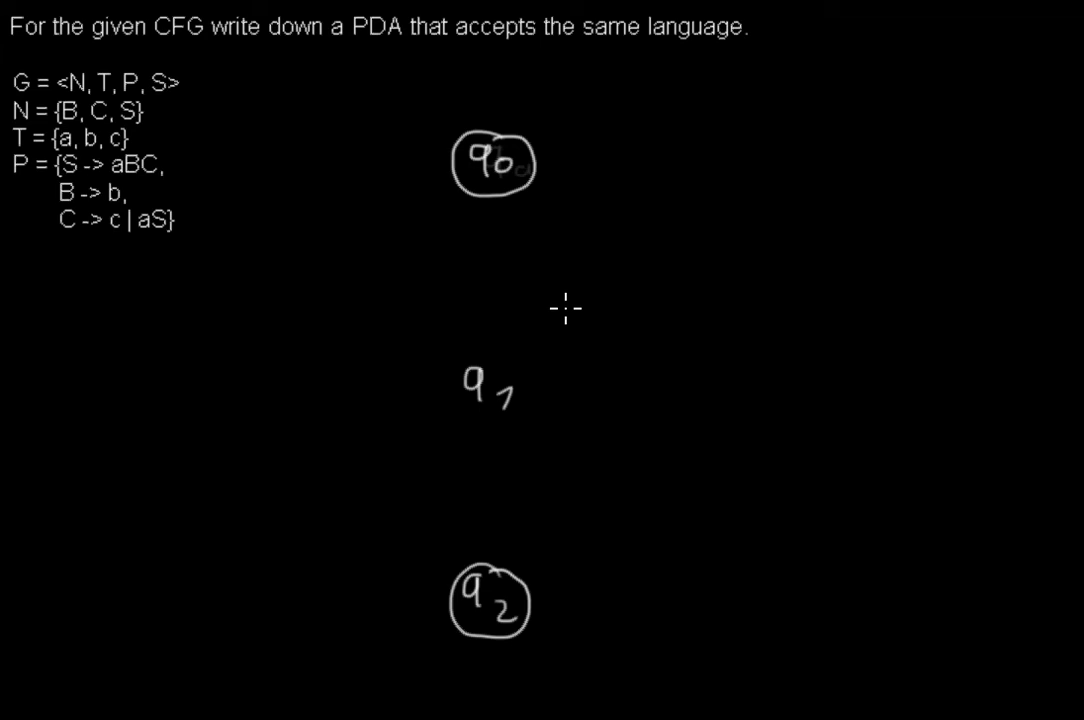 For the given CFG write down a PDA that accepts the same language.
G = <N, T, P, S>
N = {B, C, S}
T = {a, b, c}
P = {S -> aBC,
B -> b,
C -> c | aS}
q0
q1
q2